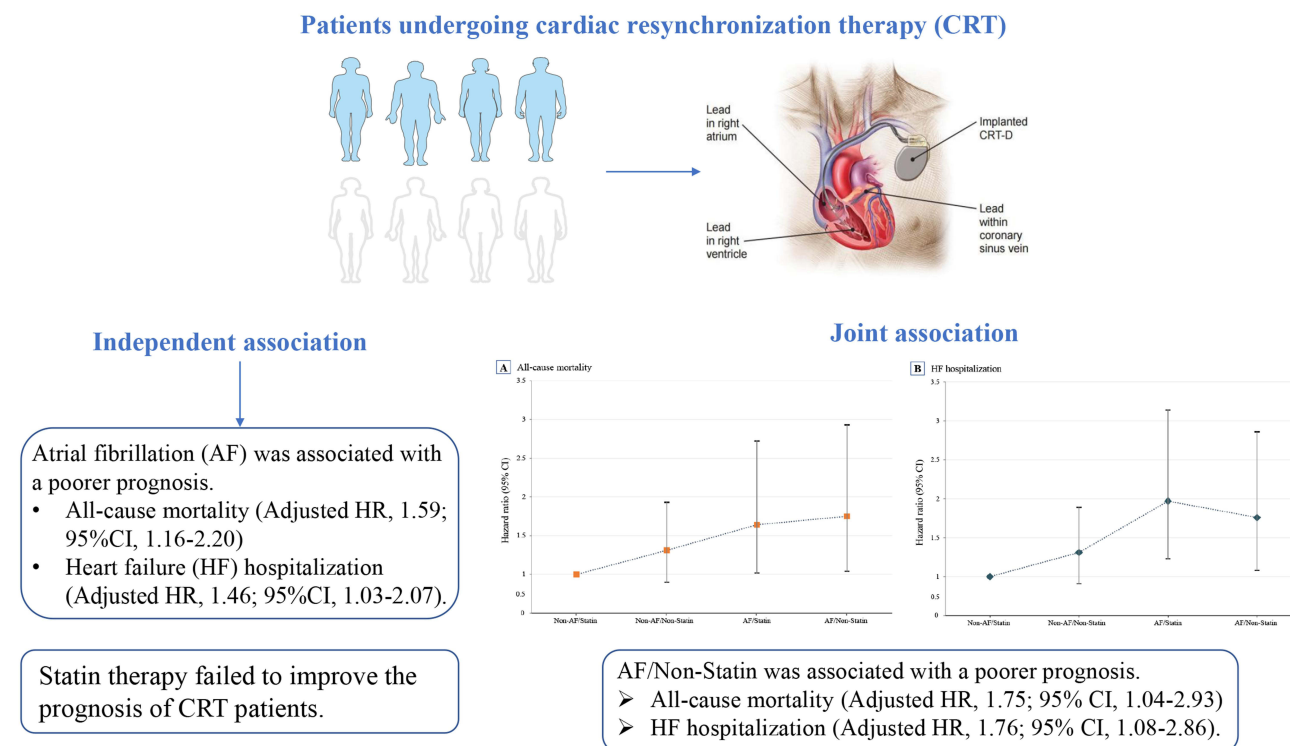 Patients undergoing cardiac resynchronization therapy (CRT)
Lead
in right
atrium
Implanted
CRT-D
Lead
in right
ventricle
Lead
within
coronary
sinus vein
Independent association
Atrial fibrillation (AF) was associated with
a poorer prognosis.
• All-cause mortality (Adjusted HR, 1.59;
95%CI, 1.16-2.20)
• Heart failure (HF) hospitalization
(Adjusted HR, 1.46; 95%CI, 1.03-2.07).
Statin therapy failed to improve the
prognosis of CRT patients.
Joint association
A All-cause mortality
Hazard ratio (95% CI)
3.5
3
2.5
2
1.5
1
0.5
0
Non-AF/Statin
Non-AF/Non-Statin
AF/Statin
AF/Non-Statin
B HF hospitalization
Hazard ratio (95% CI)
3.5
3
2.5
2
1.5
1
0.5
0
Non-AF/Statin
Non-AF/Non-Statin
AF/Statin
AF/Non-Statin
AF/Non-Statin was associated with a poorer prognosis.
➢ All-cause mortality (Adjusted HR, 1.75; 95% CI, 1.04-2.93)
➢ HF hospitalization (Adjusted HR, 1.76; 95% CI, 1.08-2.86).